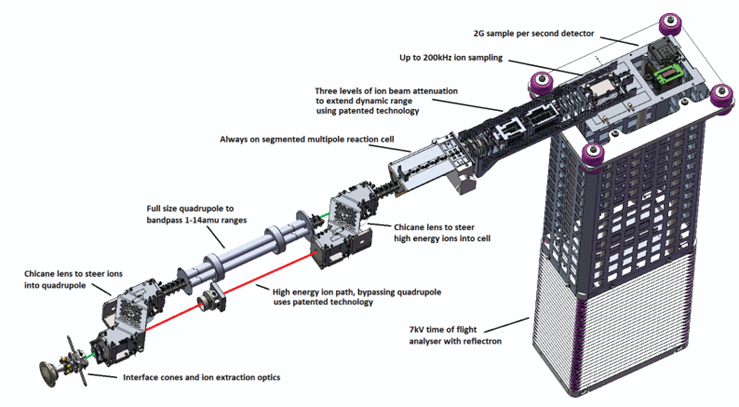 2G sample per second detector
Up to 200kHz ion sampling
Three levels of ion beam attenuation
to extend dynamic range
using patented technology
Always on segmented multipole reaction cell
Full size quadrupole to
bandpass 1-14amu ranges
Chicane lens to steer
high energy ions into cell
Chicane lens to steer ions
into quadrupole
High energy ion path, bypassing quadrupole
uses patented technology
7kV time of flight
analyser with reflectron
Interface cones and ion extraction optics